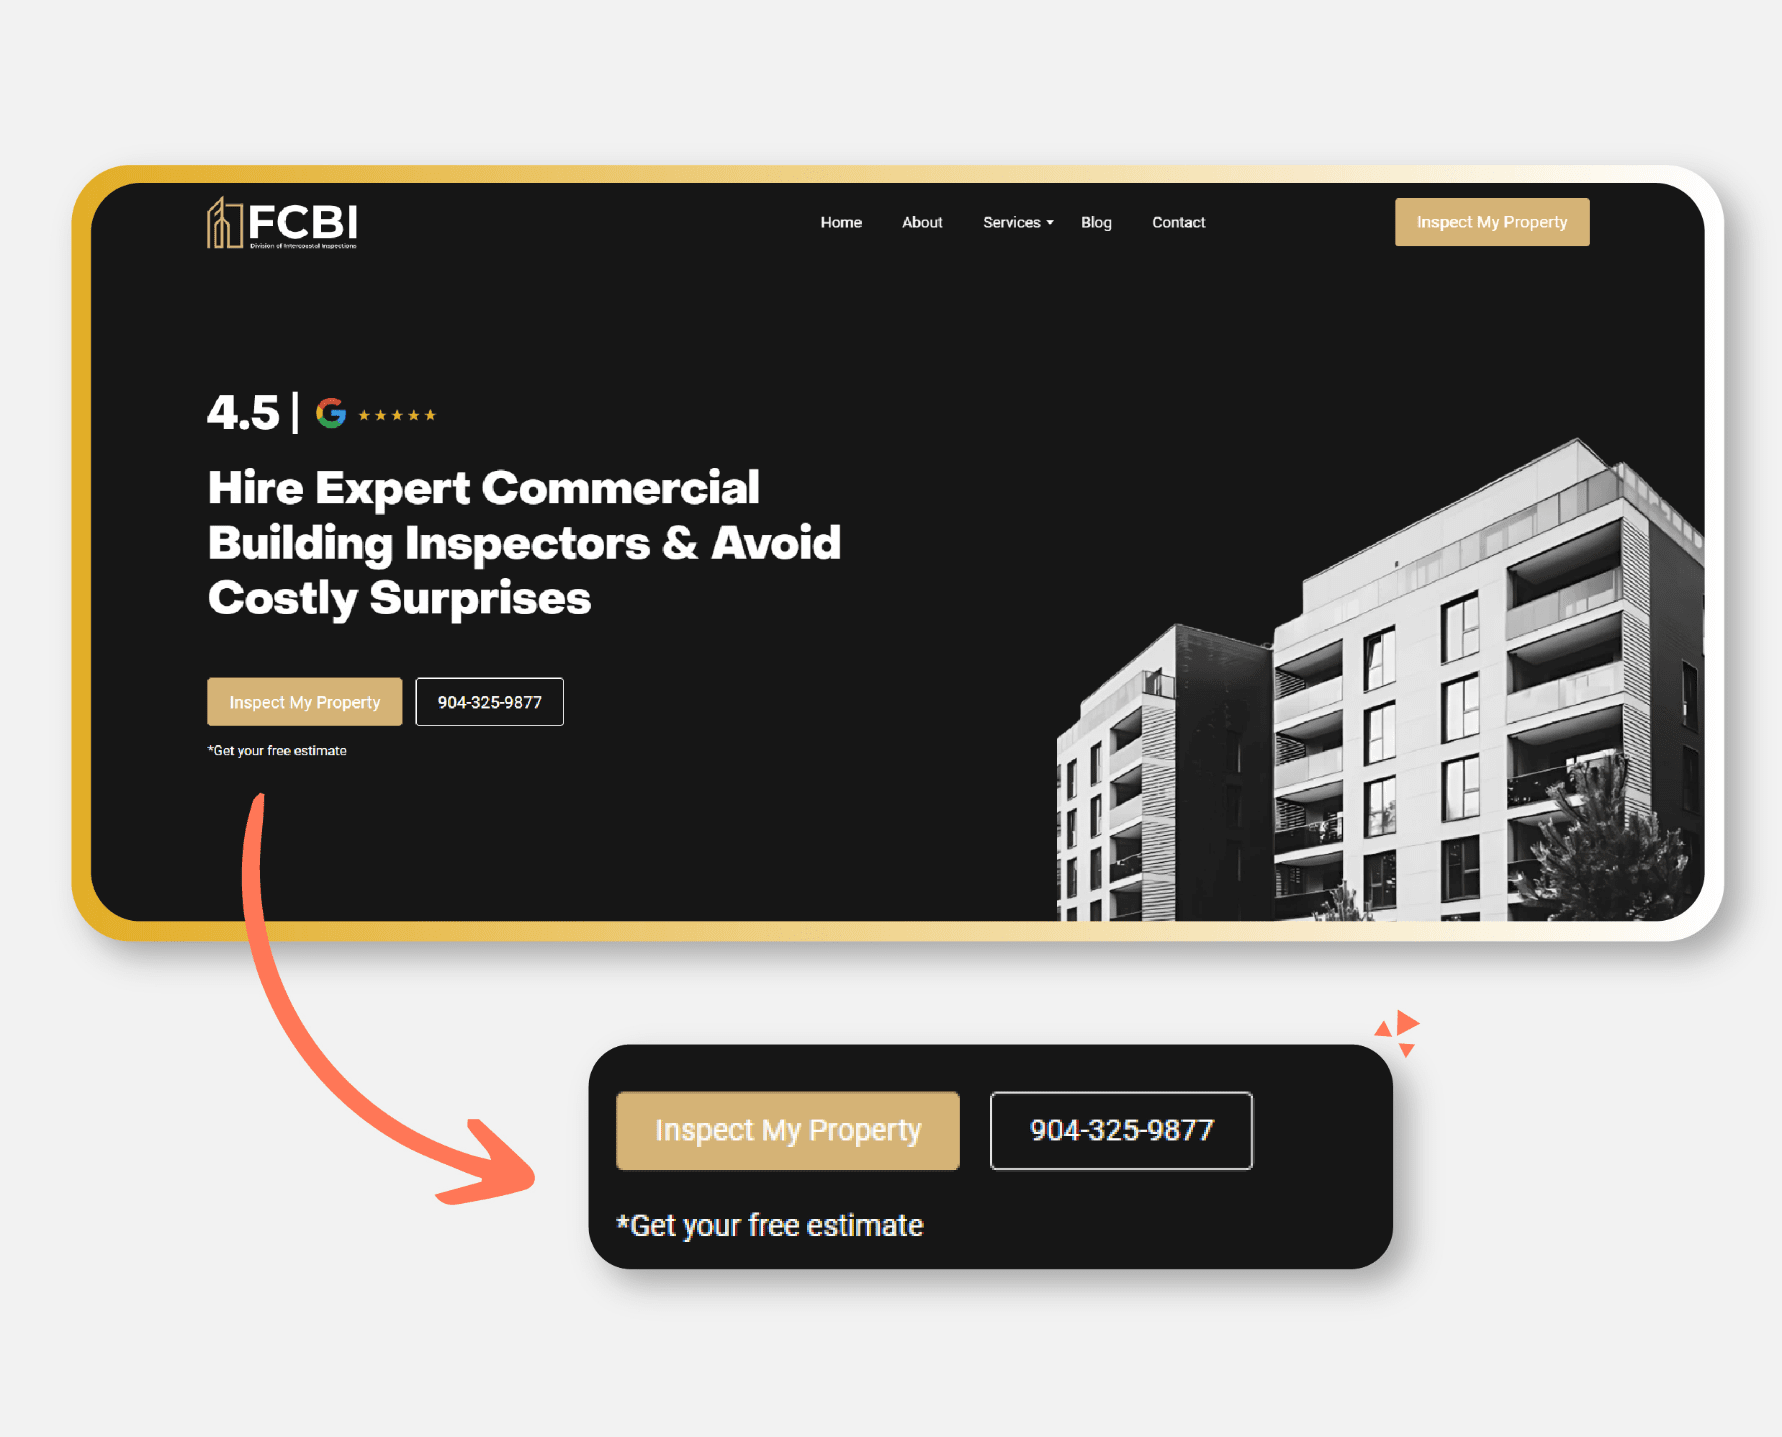 FCBI
Division of Intercoastal Inspections
Home
About
Services
Blog
Contact
Inspect My Property
4.5
Hire Expert Commercial
Building Inspectors & Avoid
Costly Surprises
Inspect My Property
904-325-9877
*Get your free estimate
Inspect My Property
904-325-9877
*Get your free estimate